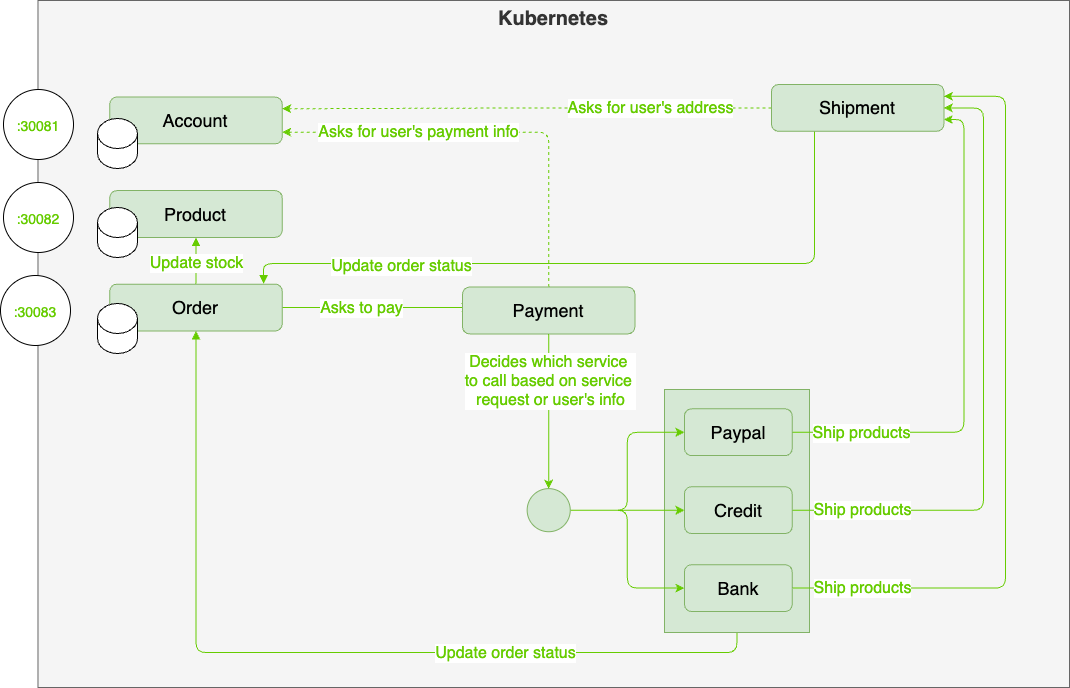 Kubernetes
:30081
Account
Asks for user's address
Shipment
Asks for user's payment info
:30082
Product
Update stock
Update order status
:30083
Order
Asks to pay
Payment
Decides which service
to call based on service
request or user's info
Paypal
Ship products
Credit
Ship products
Bank
Ship products
Update order status